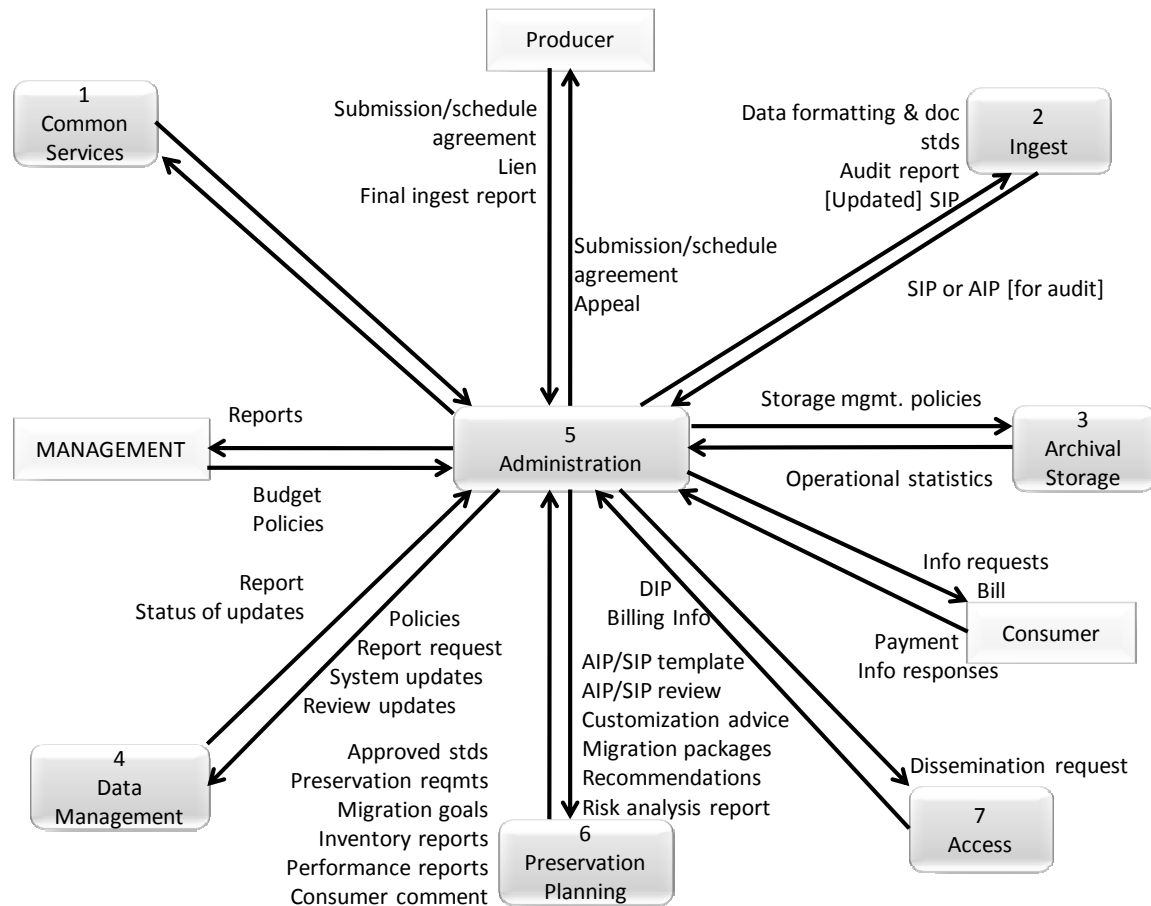 Producer
1
Common
Services
Submission/schedule
agreement
Lien
Final ingest report
Data formatting & doc
stds
Audit report
[Updated] SIP
2
Ingest
Submission/schedule
agreement
Appeal
SIP or AIP [for audit]
Reports
MANAGEMENT
Budget
Policies
5
Administration
Storage mgmt. policies
3
Archival
Storage
Operational statistics
Report
Status of updates
Policies
Report request
System updates
Review updates
DIP
Billing Info
Info requests
Bill
Consumer
Payment
Info responses
AIP/SIP template
AIP/SIP review
Customization advice
Migration packages
Recommendations
Risk analysis report
4
Data
Management
Approved stds
Preservation reqmts
Migration goals
Inventory reports
Performance reports
Consumer comment
6
Preservation
Planning
Dissemination request
7
Access